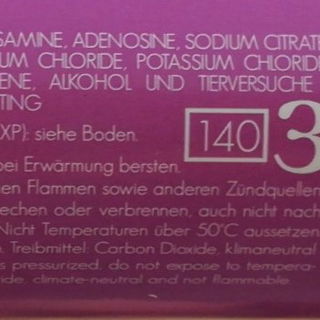 SAMINE, ADENOSINE, SODIUM CITRATE
UM CHLORIDE, POTASSIUM CHLORIDE
ENE, ALKOHOL UND TIERVERSUCHE
TING
XP): siehe Boden.
140
3
bei Erwärmung bersten.
en Flammen sowie anderen Zündquellen
echen oder verbrennen, auch nicht nach
Nicht Temperaturen über 50°C aussetzen
n. Treibmittel: Carbon Dioxide, klimaneutral
is pressurized, do not expose to tempera-
ide, climate-neutral and not flammable.